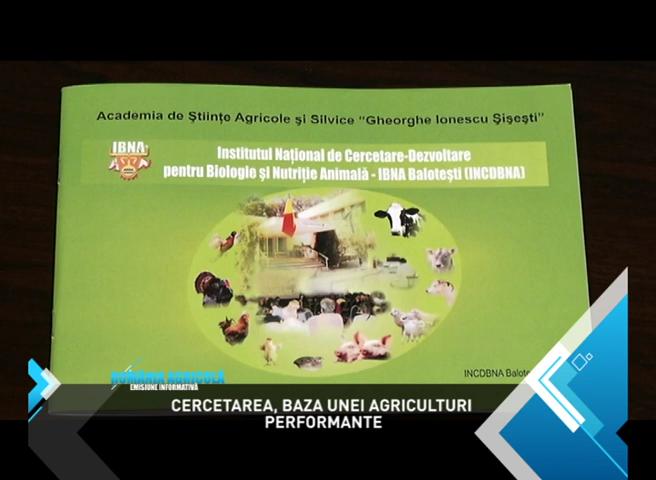 Academia de Ştiinţe Agricole şi Silvice "Gheorghe Ionescu Şişeşti"
IBNA
Institutul Naţional de Cercetare-Dezvoltare
pentru Biologie şi Nutriţie Animală - IBNA Baloteşti (INCDBNA)
INCDBNA Balote
ROMÂNIA AGRICOLĂ
EMISIUNE INFORMATIVĂ
CERCETAREA, BAZA UNEI AGRICULTURI
PERFORMANTE